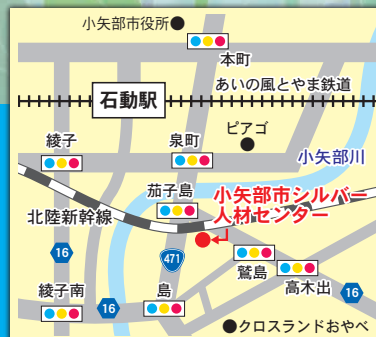 小矢部市役所
本町
あいの風とやま鉄道
石動駅
ピアゴ
綾子
泉町
小矢部川
茄子島
小矢部市シルバー
人材センター
北陸新幹線
16
471
鷲島
高木出
16
綾子南
16
島
クロスランドおやべ